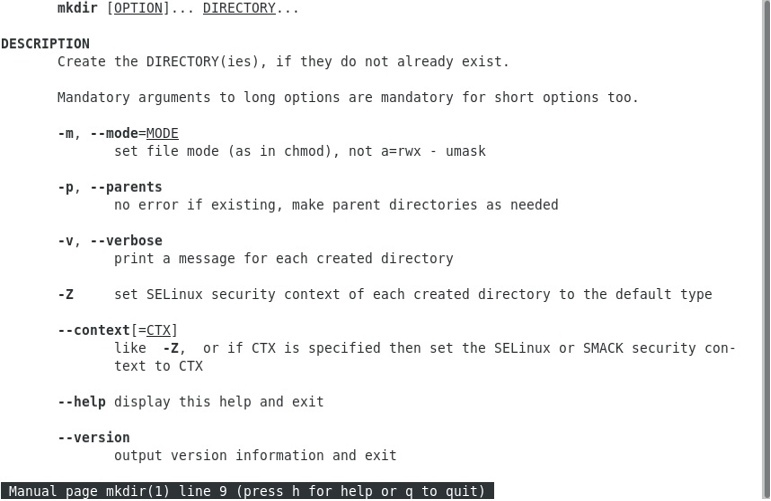 mkdir [OPTION]... DIRECTORY...
DESCRIPTION
Create the DIRECTORY(ies), if they do not already exist.
Mandatory arguments to long options are mandatory for short options too.
-m, --mode=MODE
set file mode (as in chmod), not a=rwx - umask
-p, --parents
no error if existing, make parent directories as needed
-v, --verbose
print a message for each created directory
-Z     set SELinux security context of each created directory to the default type
--context[=CTX]
like  -Z,  or if CTX is specified then set the SELinux or SMACK security con-
text to CTX
--help display this help and exit
--version
output version information and exit
Manual page mkdir(1) line 9 (press h for help or q to quit)